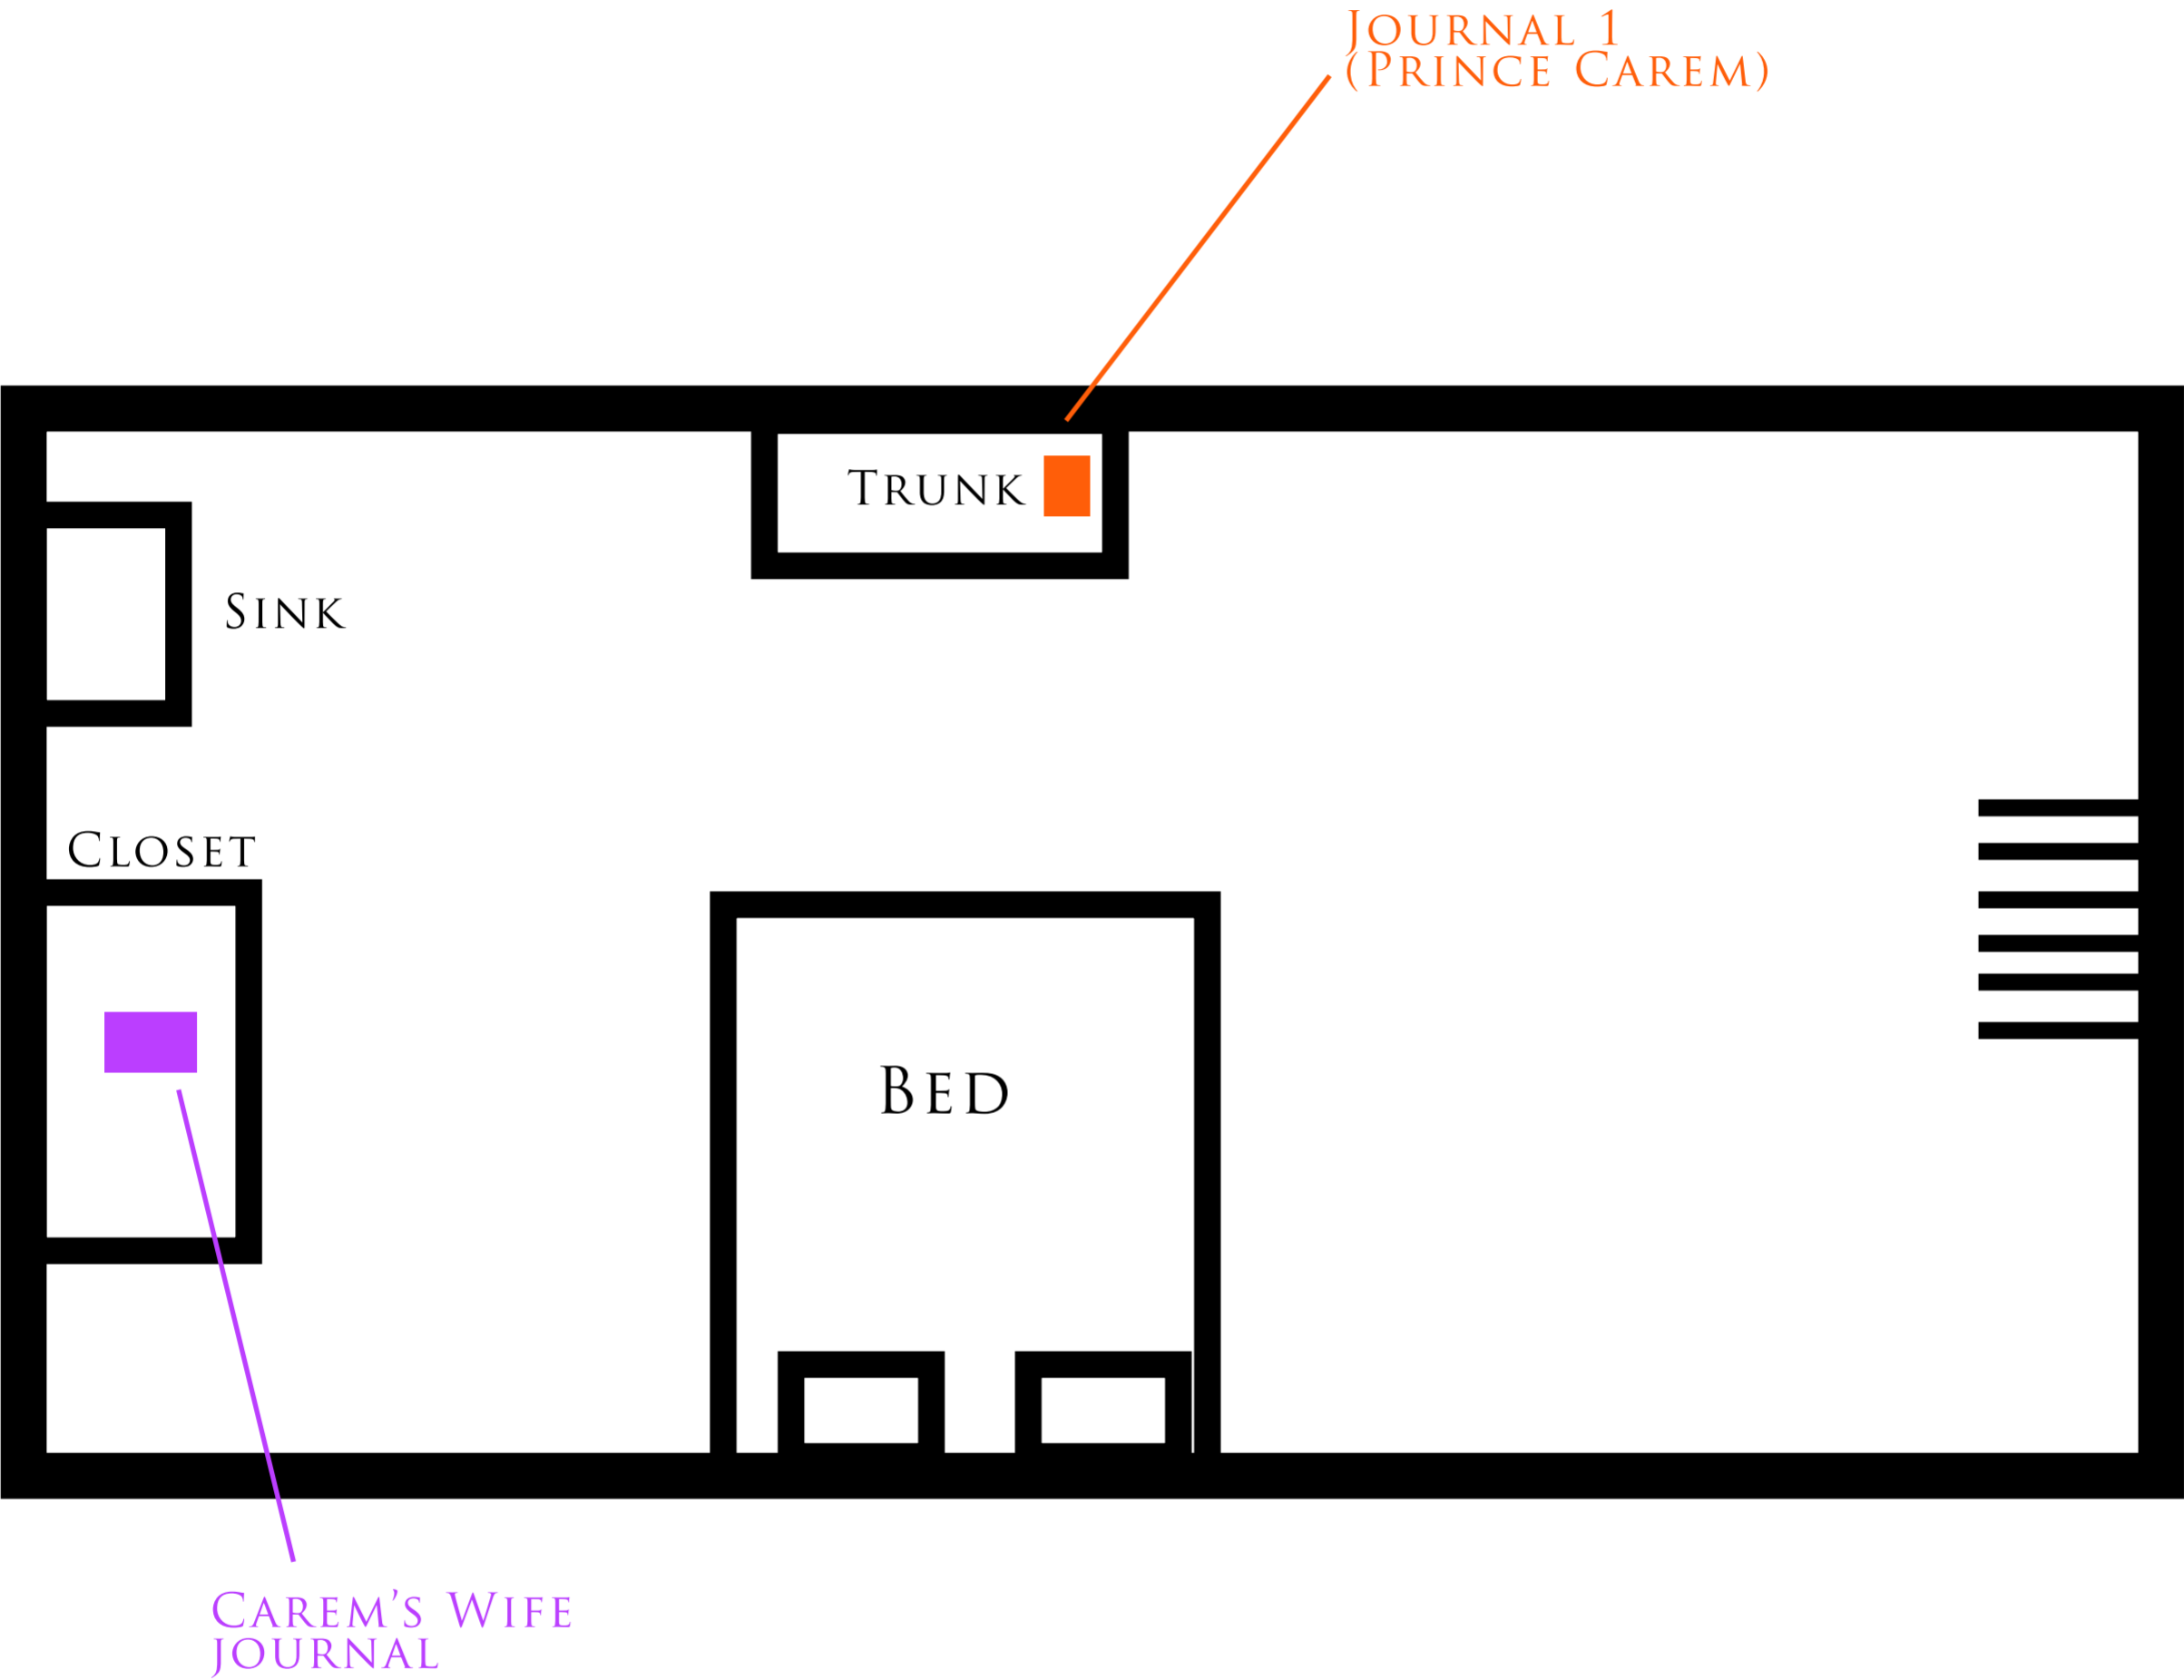 Journal 1
(Prince Carem)
Trunk
Sink
Closet
Bed
Carem's Wife
Journal